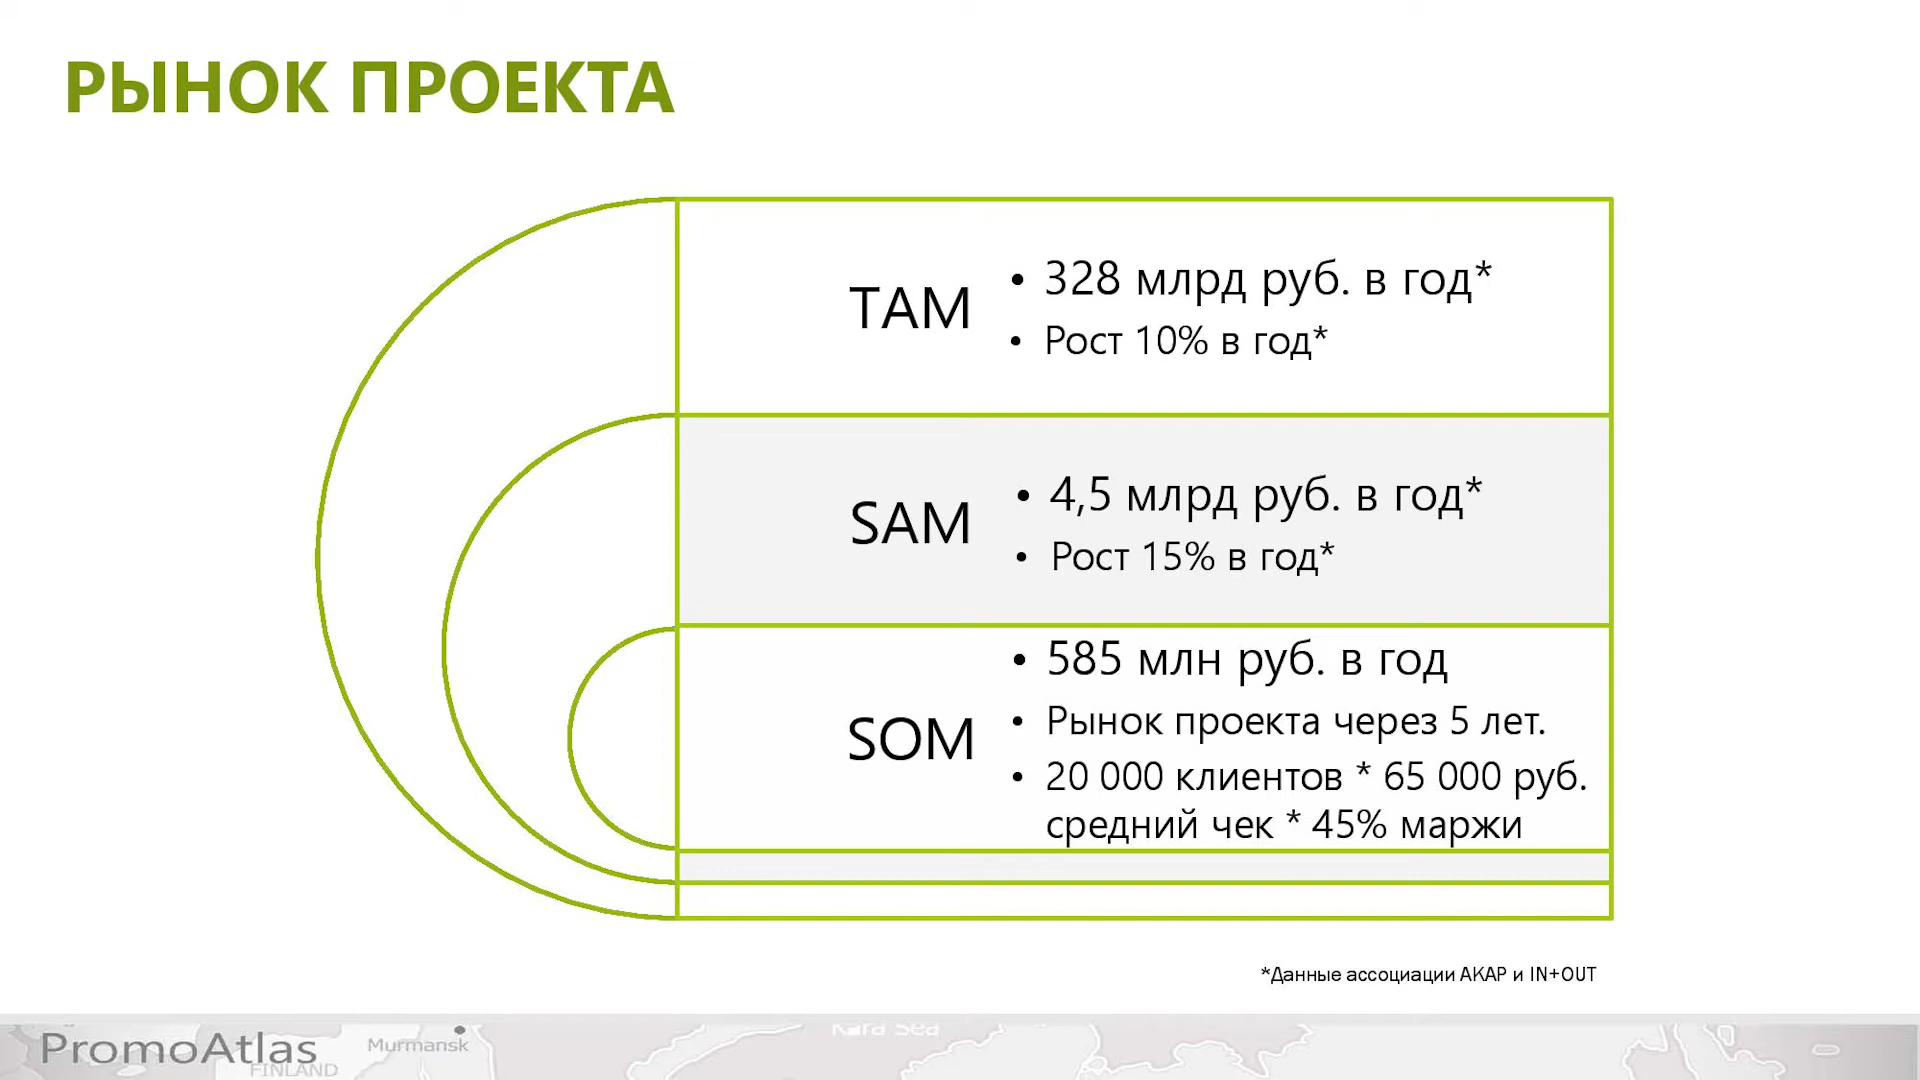 РЫНОК ПРОЕКТА
TAM
• 328 млрд руб. в год*
• Рост 10% в год*
SAM
• 4,5 млрд руб. в год*
• Рост 15% в год*
SOM
• 585 млн руб. в год
• Рынок проекта через 5 лет.
• 20 000 клиентов * 65 000 руб.
средний чек * 45% маржи
*Данные ассоциации АКАР и IN+OUT
PromoAtlas
Murmansk
FINLAND
Kara Sea